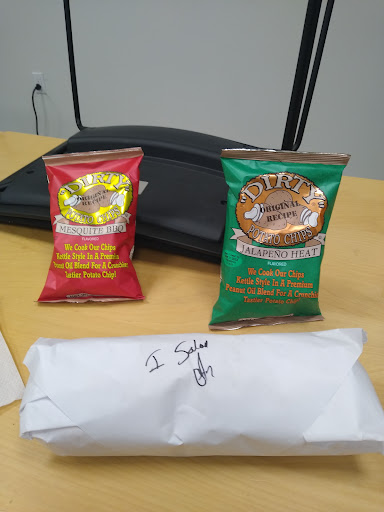 "DIRTY"
ORIGINAL
RECIPE
POTATO CHIPS
MESQUITE BBQ
FLAVORED
We Cook Our Chips
Kettle Style In A Premium
Peanut Oil Blend For A Crunchier,
Tastier Potato Chip!
"DIRTY"
ORIGINAL
RECIPE
POTATO CHIPS
JALAPEÑO HEAT
FLAVORED
We Cook Our Chips
Kettle Style In A Premium
Peanut Oil Blend For A Crunchier
Tastier Potato Chip!
I